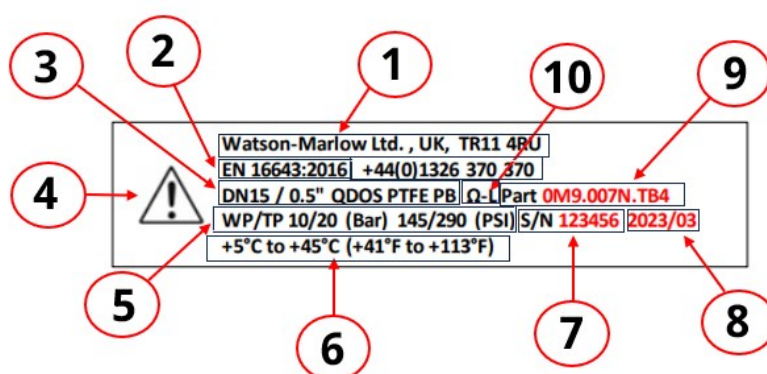 1
2
3
10
9
Watson-Marlow Ltd. , UK, TR11 4RU
EN 16643:2016 +44(0)1326 370 370
4
DN15 / 0.5" QDOS PTFE PB Ω-L Part 0M9.007N.TB4
WP/TP 10/20 (Bar) 145/290 (PSI) S/N 123456 2023/03
+5°C to +45°C (+41°F to +113°F)
5
6
7
8